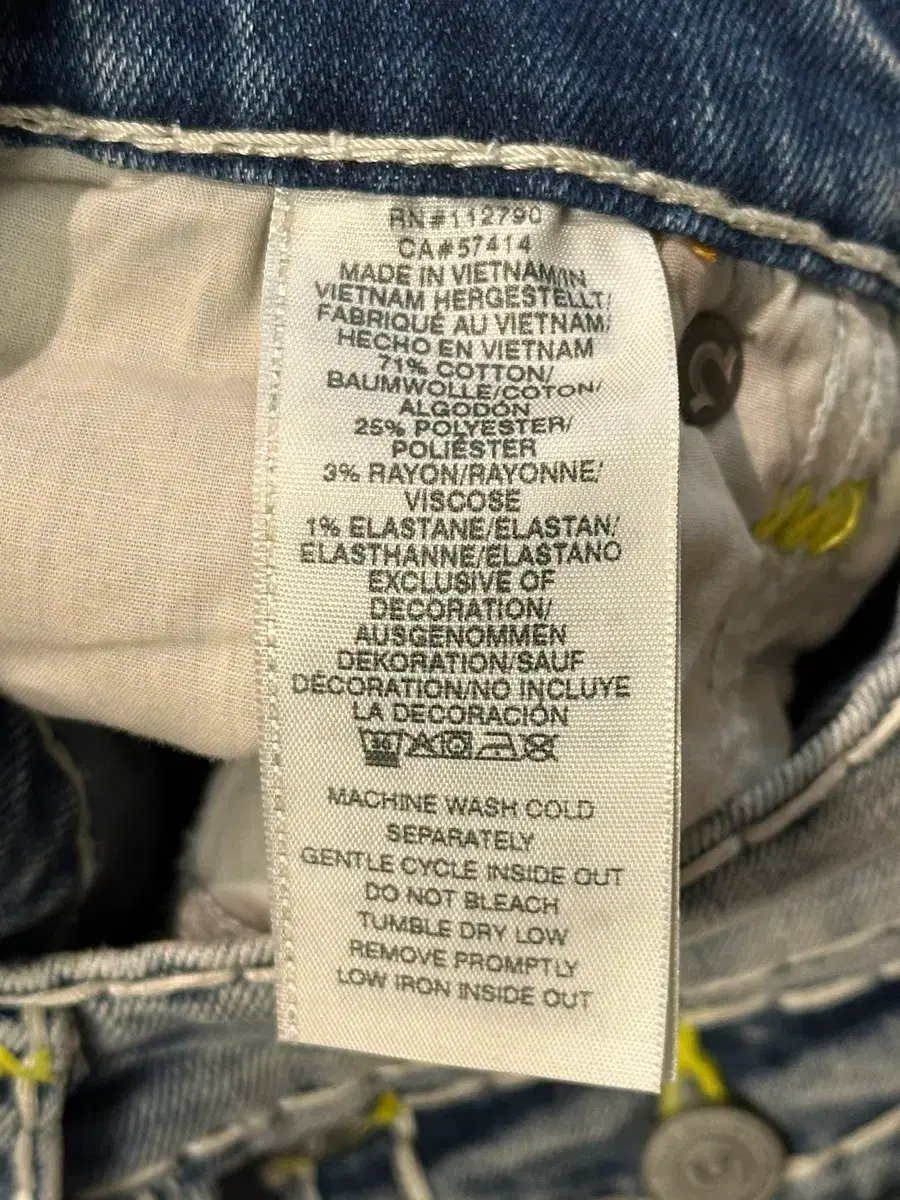 RN#112790
CA#57414
MADE IN VIETNAM/IN
VIETNAM HERGESTELLT/
FABRIQUÉ AU VIETNAM/
HECHO EN VIETNAM
71% COTTON/
BAUMWOLLE/COTON/
ALGODÓN
25% POLYESTER/
POLIÉSTER
3% RAYON/RAYONNE/
VISCOSE
1% ELASTANE/ELASTAN/
ELASTHANNE/ELASTANO
EXCLUSIVE OF
DECORATION/
AUSGENOMMEN
DEKORATION/SAUF
DÉCORATION/NO INCLUYE
LA DECORACIÓN
MACHINE WASH COLD
SEPARATELY
GENTLE CYCLE INSIDE OUT
DO NOT BLEACH
TUMBLE DRY LOW
REMOVE PROMPTLY
LOW IRON INSIDE OUT